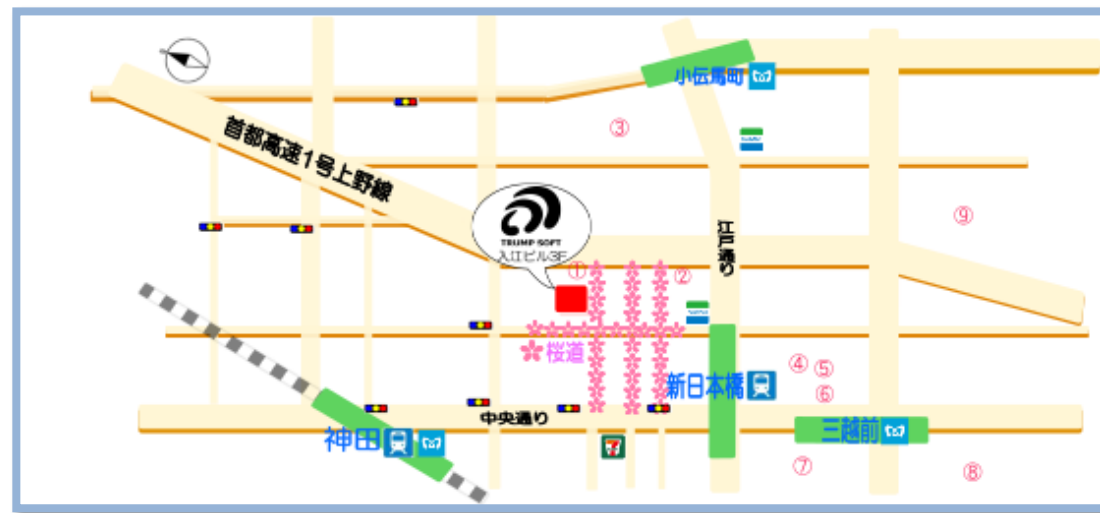 小伝馬町
③
首都高速1号上野線
⑨
TRUMP SOFT
入江ビル3F
江戸通り
①
②
桜道
④
⑤
新日本橋
⑥
中央通り
三越前
神田
7
⑦
⑧